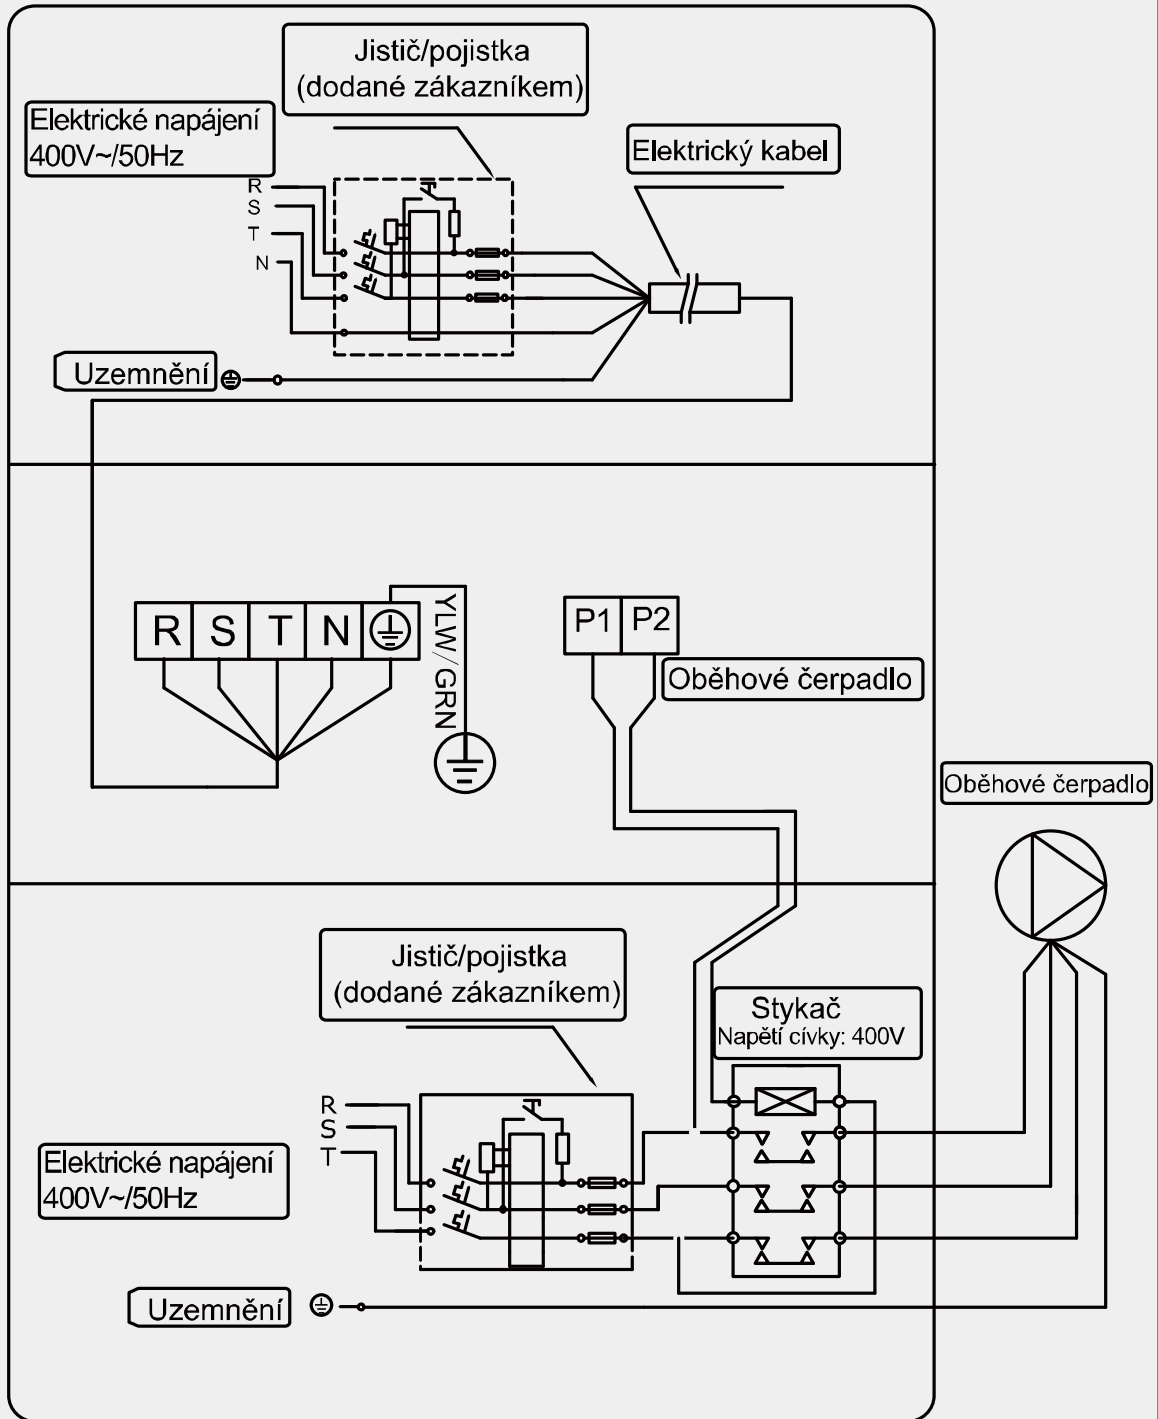 Jistič/pojistka
(dodané zákazníkem)
Elektrické napájení
400V~/50Hz
Elektrický kabel
R
S
T
N
Uzemnění
R S T N
YLW/GRN
P1 P2
Oběhové čerpadlo
Oběhové čerpadlo
Jistič/pojistka
(dodané zákazníkem)
Stykač
Napětí cívky: 400V
R
S
T
Elektrické napájení
400V~/50Hz
Uzemnění